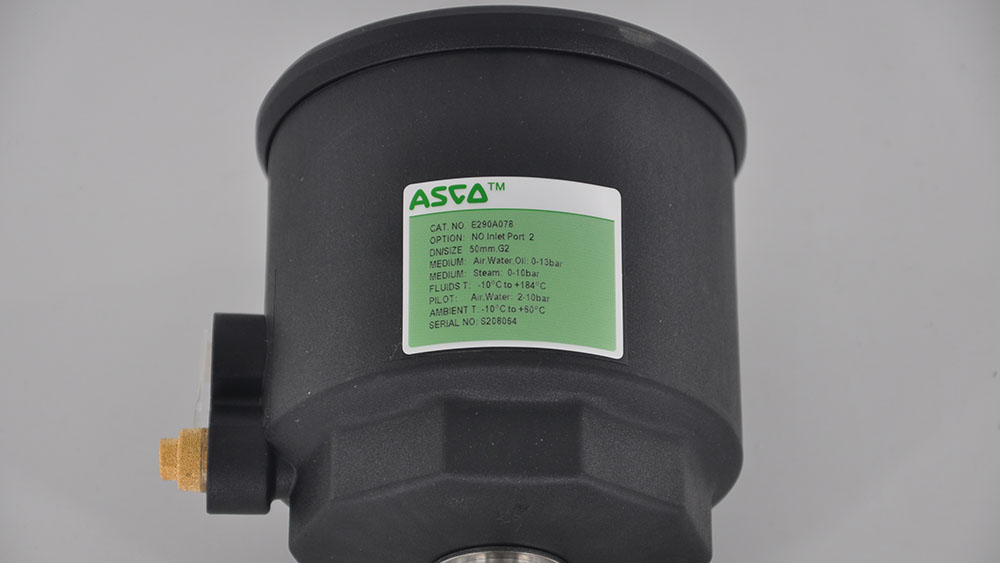 ASCO™
CAT. NO. E290A078
OPTION: NO Inlet Port 2
DN/SIZE 50mm.G2
MEDIUM: Air.Water.Oil: 0-13bar
MEDIUM: Steam: 0-10bar
FLUIDS T: -10°C to +184°C
PILOT: Air.Water: 2-10bar
AMBIENT T: -10°C to +60°C
SERIAL NO: S208064